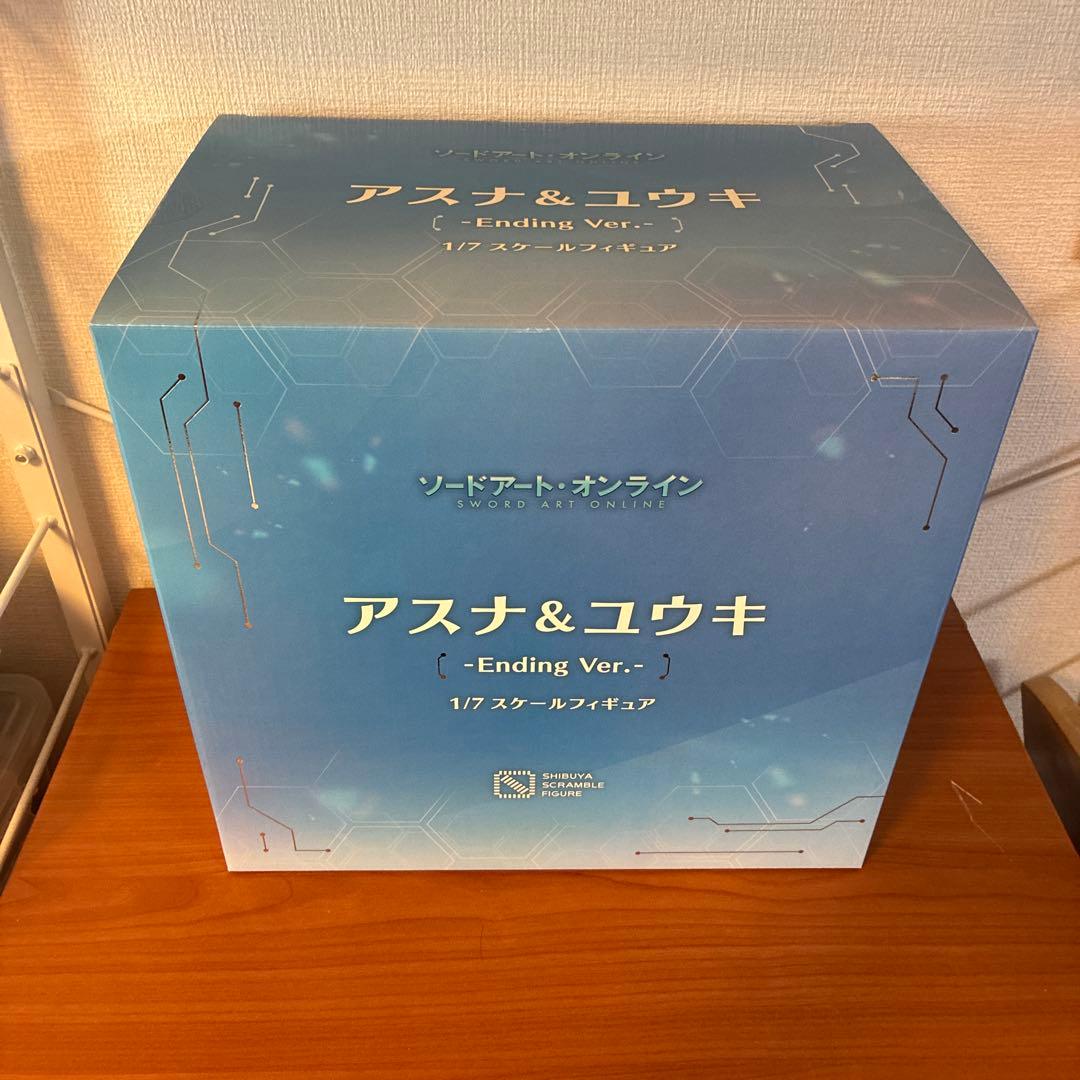 ソードアート・オンライン
SWORD ART ONLINE
アスナ&ユウキ
-Ending Ver.-
1/7 スケールフィギュア
ソードアート・オンライン
SWORD ART ONLINE
アスナ&ユウキ
-Ending Ver.-
1/7 スケールフィギュア
SHIBUYA
SCRAMBLE
FIGURE